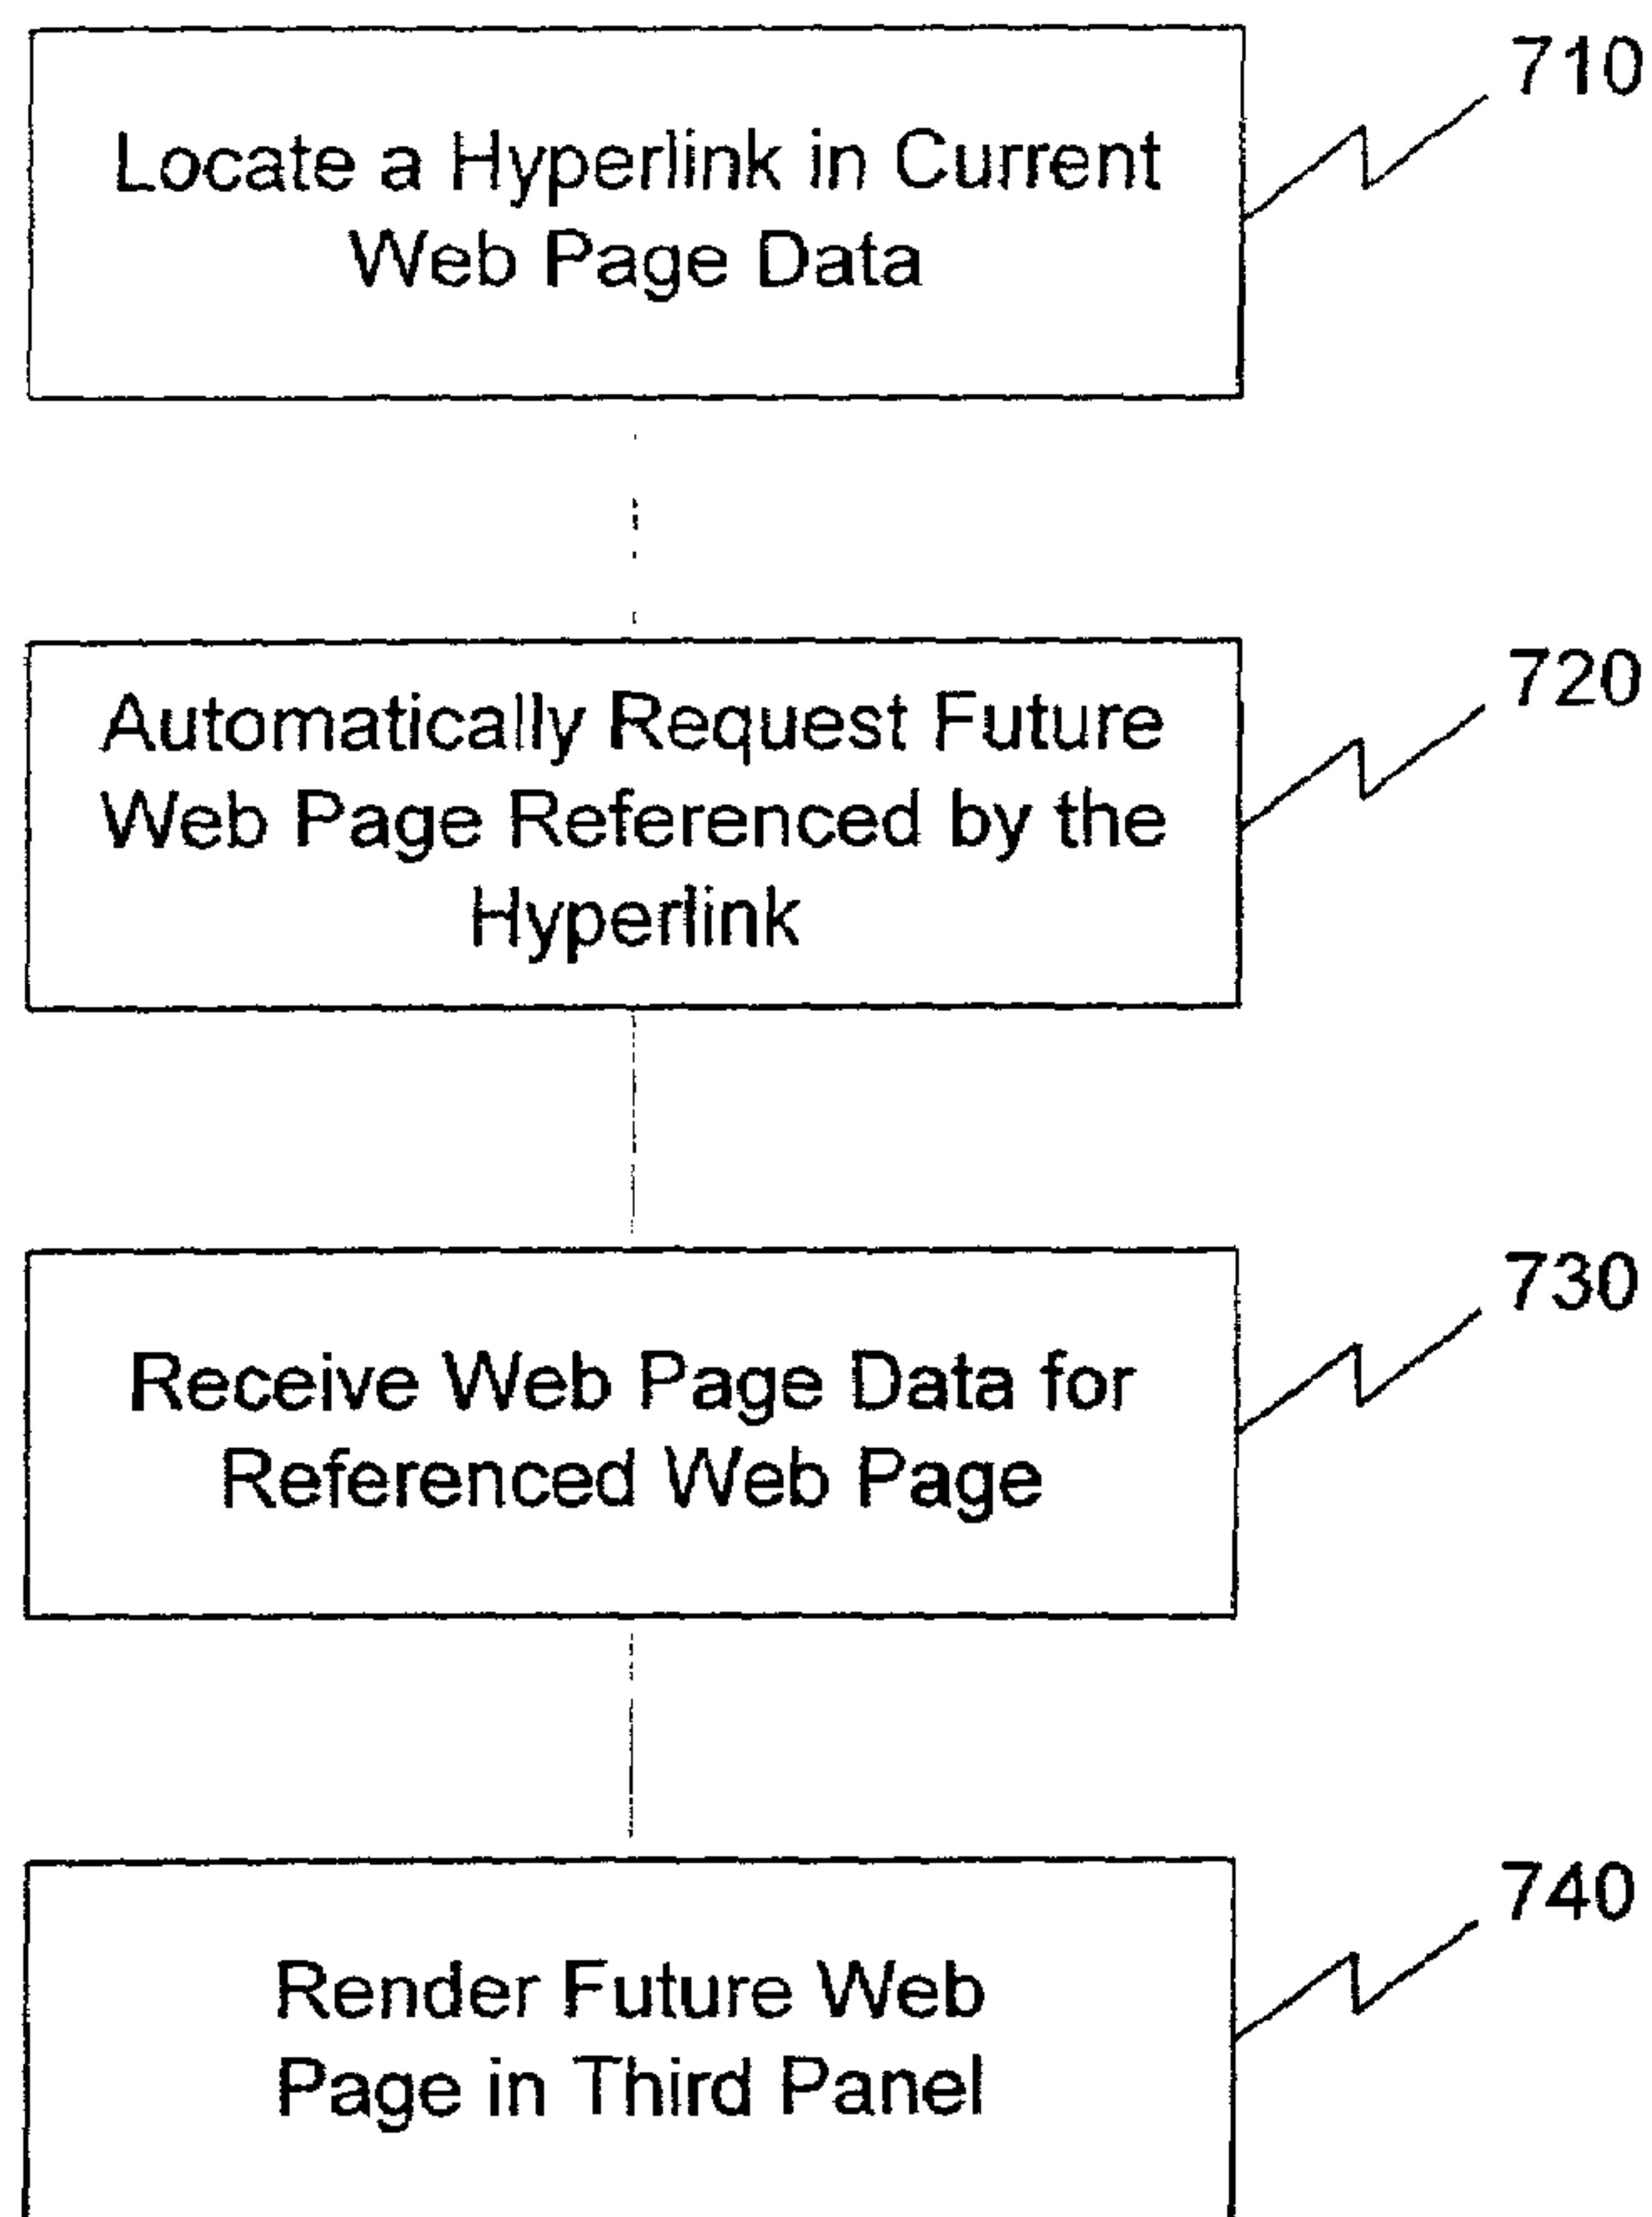 710
Locate a Hyperlink in Current
Web Page Data
720
Automatically Request Future
Web Page Referenced by the
Hyperlink
730
Receive Web Page Data for
Referenced Web Page
740
Render Future Web
Page in Third Panel